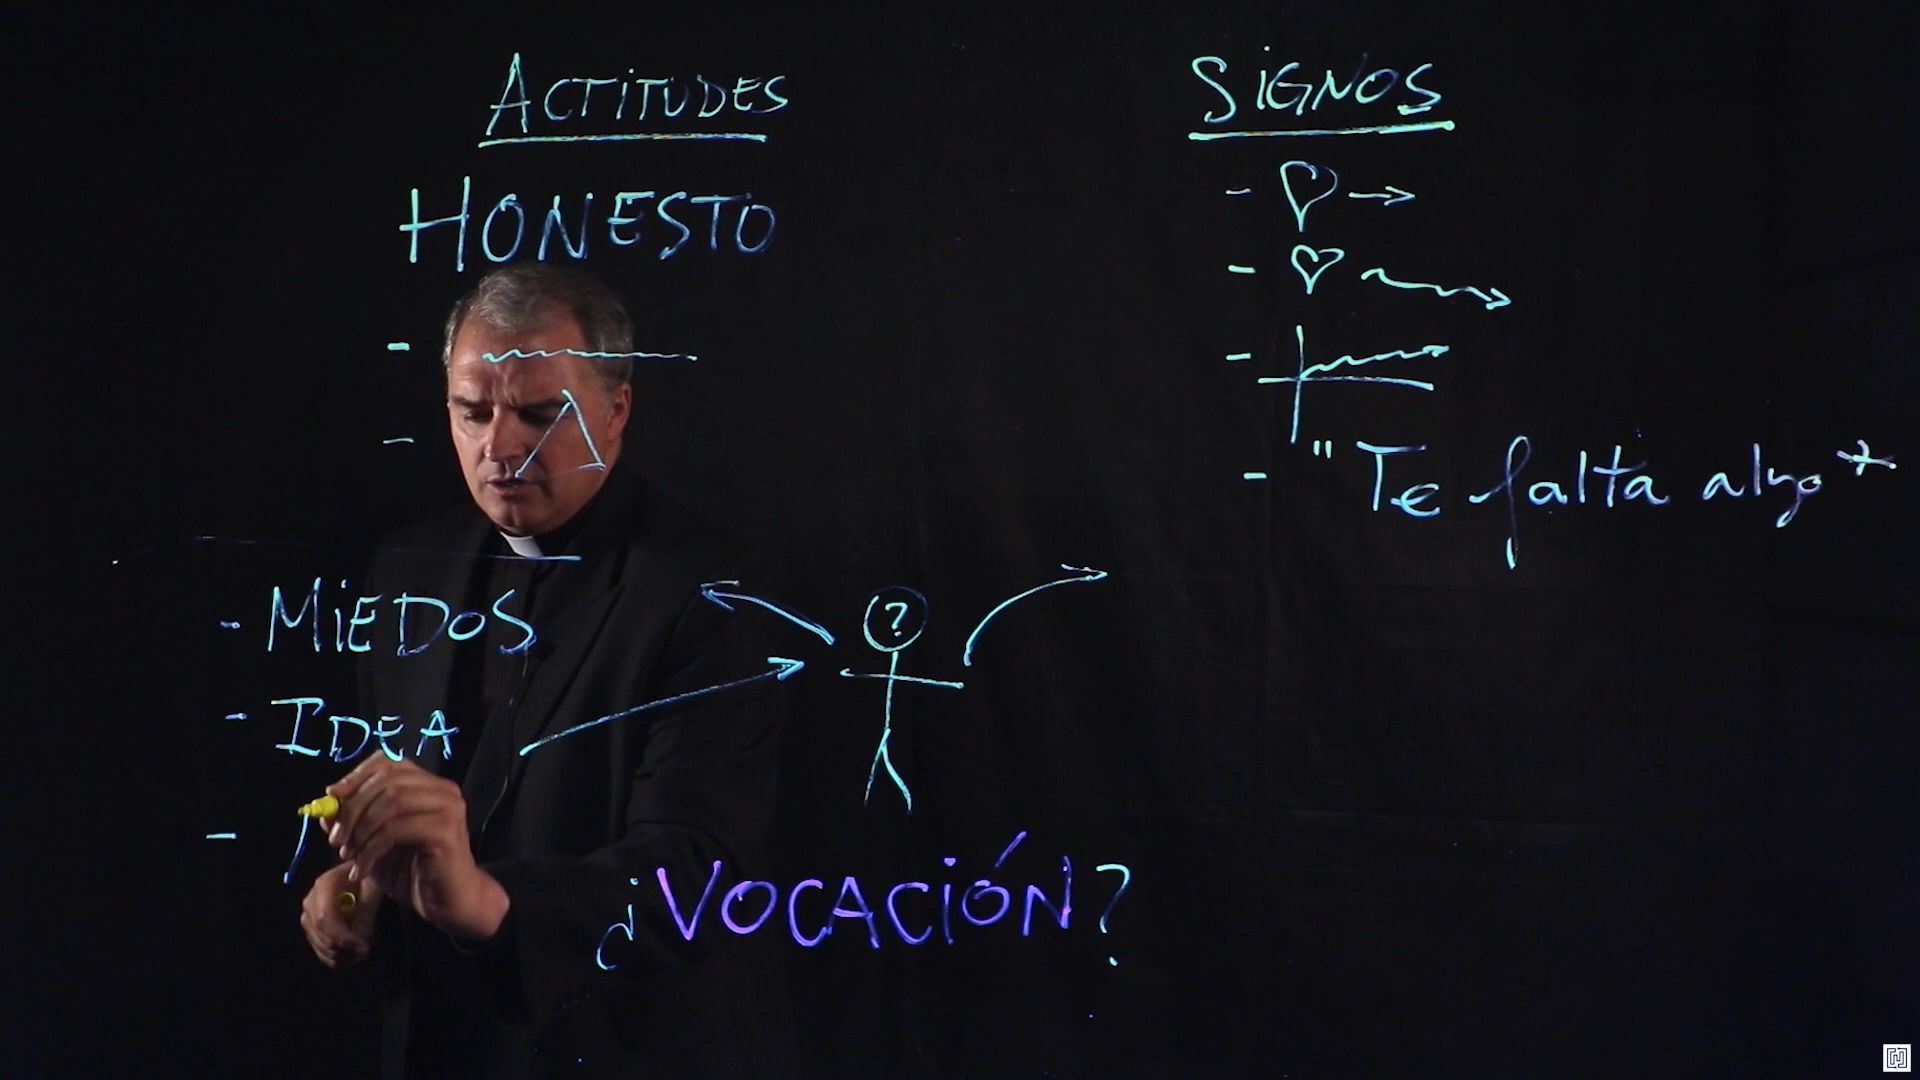 ACTITUDES
HONESTO
- MiEDOS
- IDEA
¿VOCACIÓN?
?
SiGNOS
- "Te falta algo"